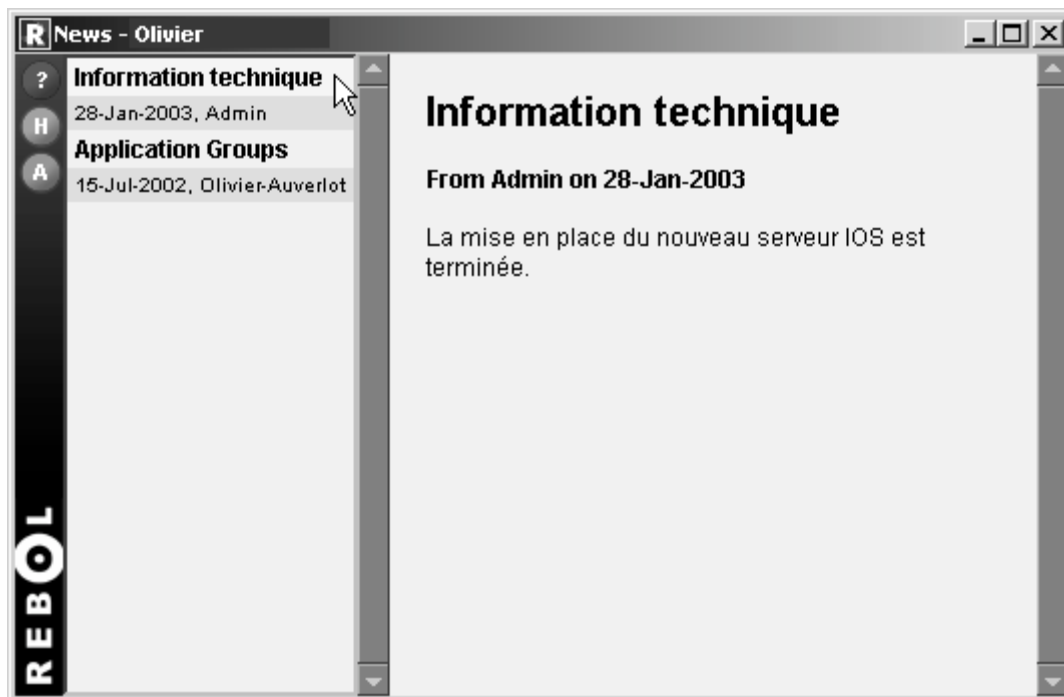 R News - Olivier
?
H
A
REBOL
Information technique
28-Jan-2003, Admin
Application Groups
15-Jul-2002, Olivier-Auverlot
Information technique
From Admin on 28-Jan-2003
La mise en place du nouveau serveur IOS est
terminée.